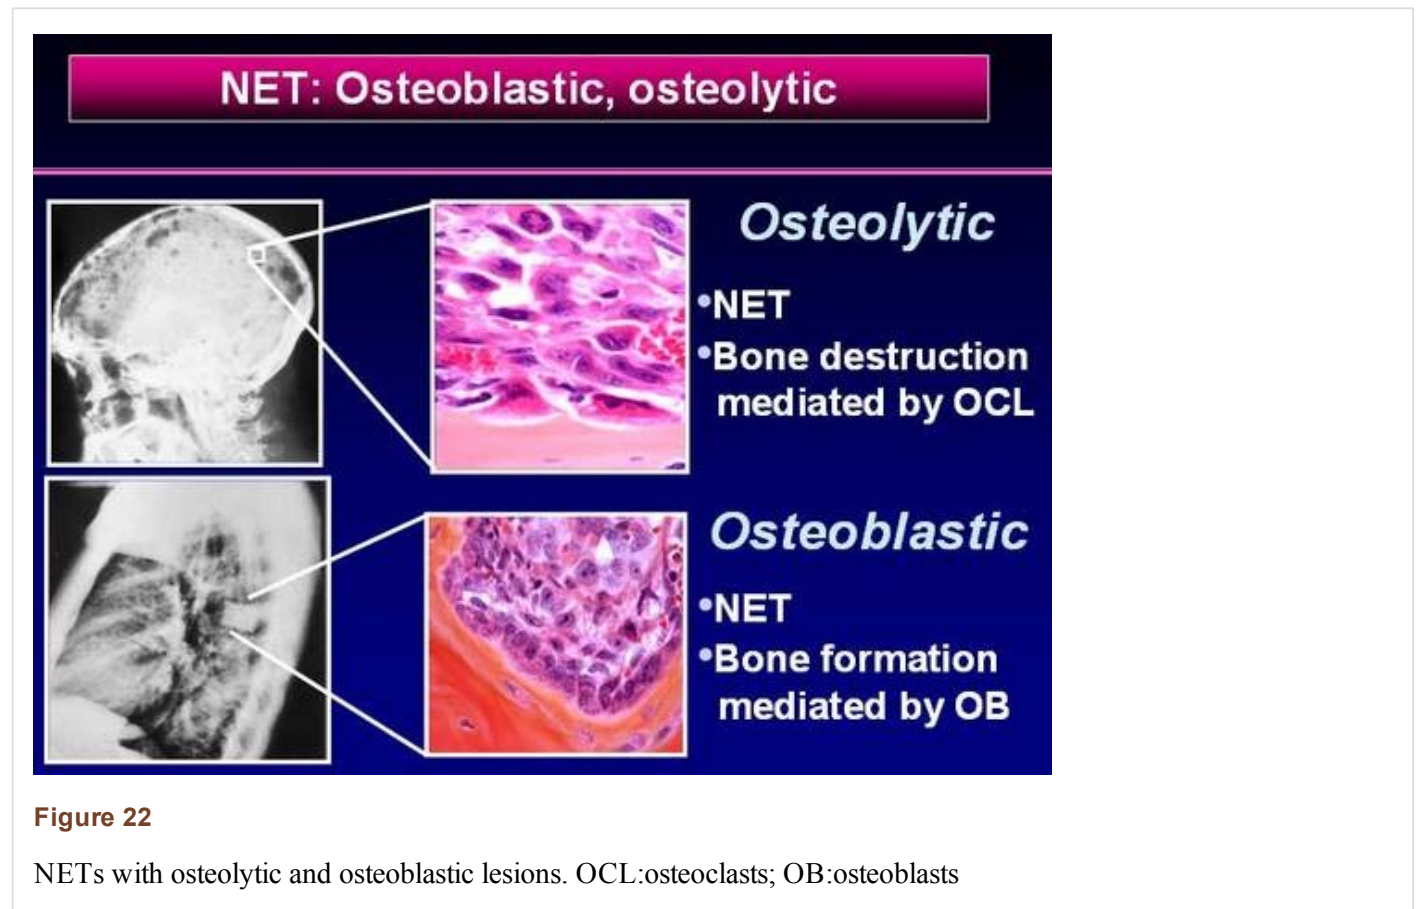 NET: Osteoblastic, osteolytic
Osteolytic
•NET
•Bone destruction
mediated by OCL
Osteoblastic
•NET
•Bone formation
mediated by OB
Figure 22
NETs with osteolytic and osteoblastic lesions. OCL:osteoclasts; OB:osteoblasts